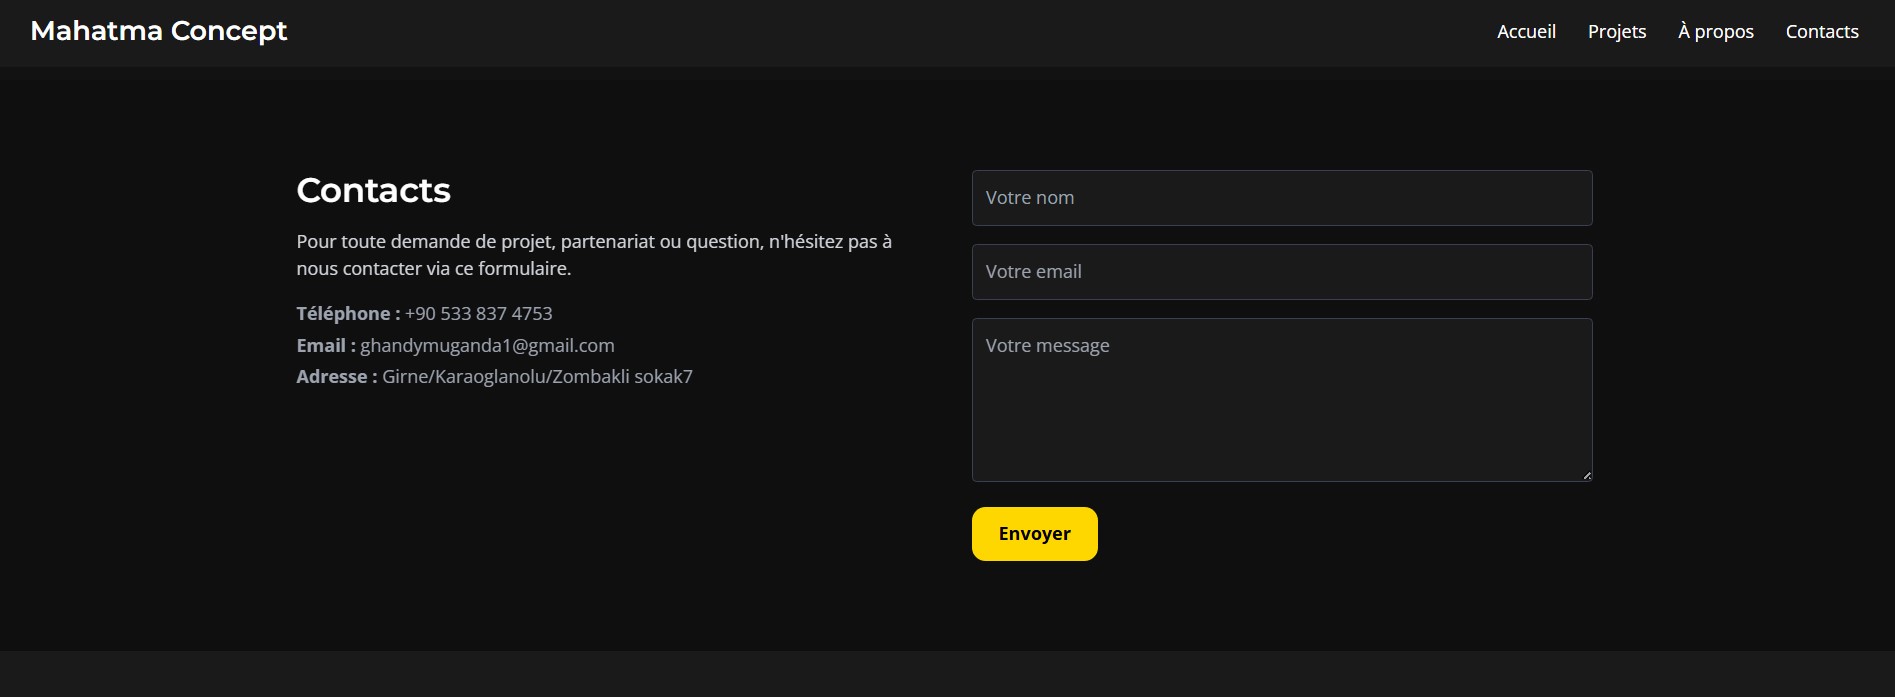 Mahatma Concept
Accueil
Projets
À propos
Contacts
Contacts
Pour toute demande de projet, partenariat ou question, n'hésitez pas à
nous contacter via ce formulaire.
Téléphone : +90 533 837 4753
Email : ghandymuganda1@gmail.com
Adresse : Girne/Karaoglanolu/Zombakli sokak7
Votre nom
Votre email
Votre message
Envoyer